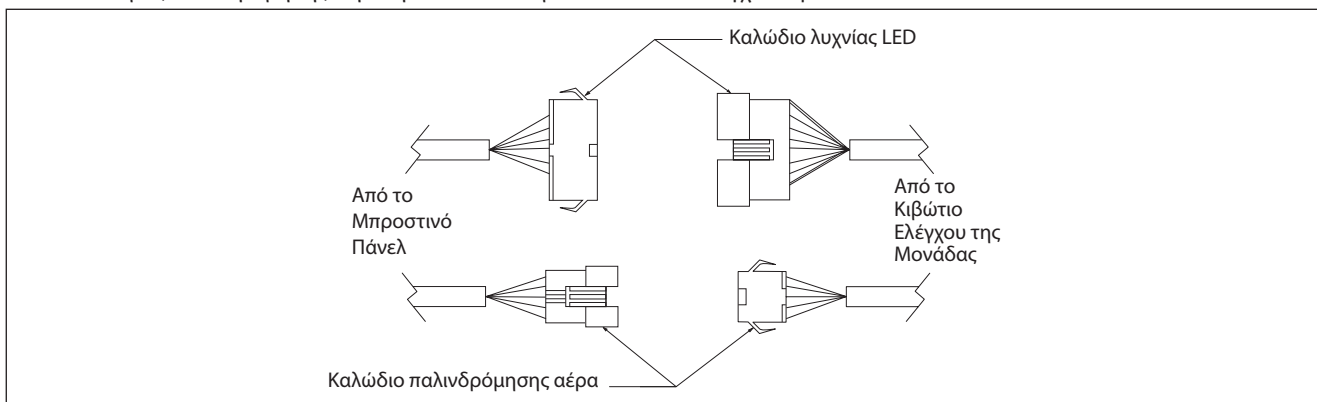 Καλώδιο λυχνίας LED
Από το
Μπροστινό
Πάνελ
Από το
Κιβώτιο
Ελέγχου της
Μονάδας
Καλώδιο παλινδρόμησης αέρα